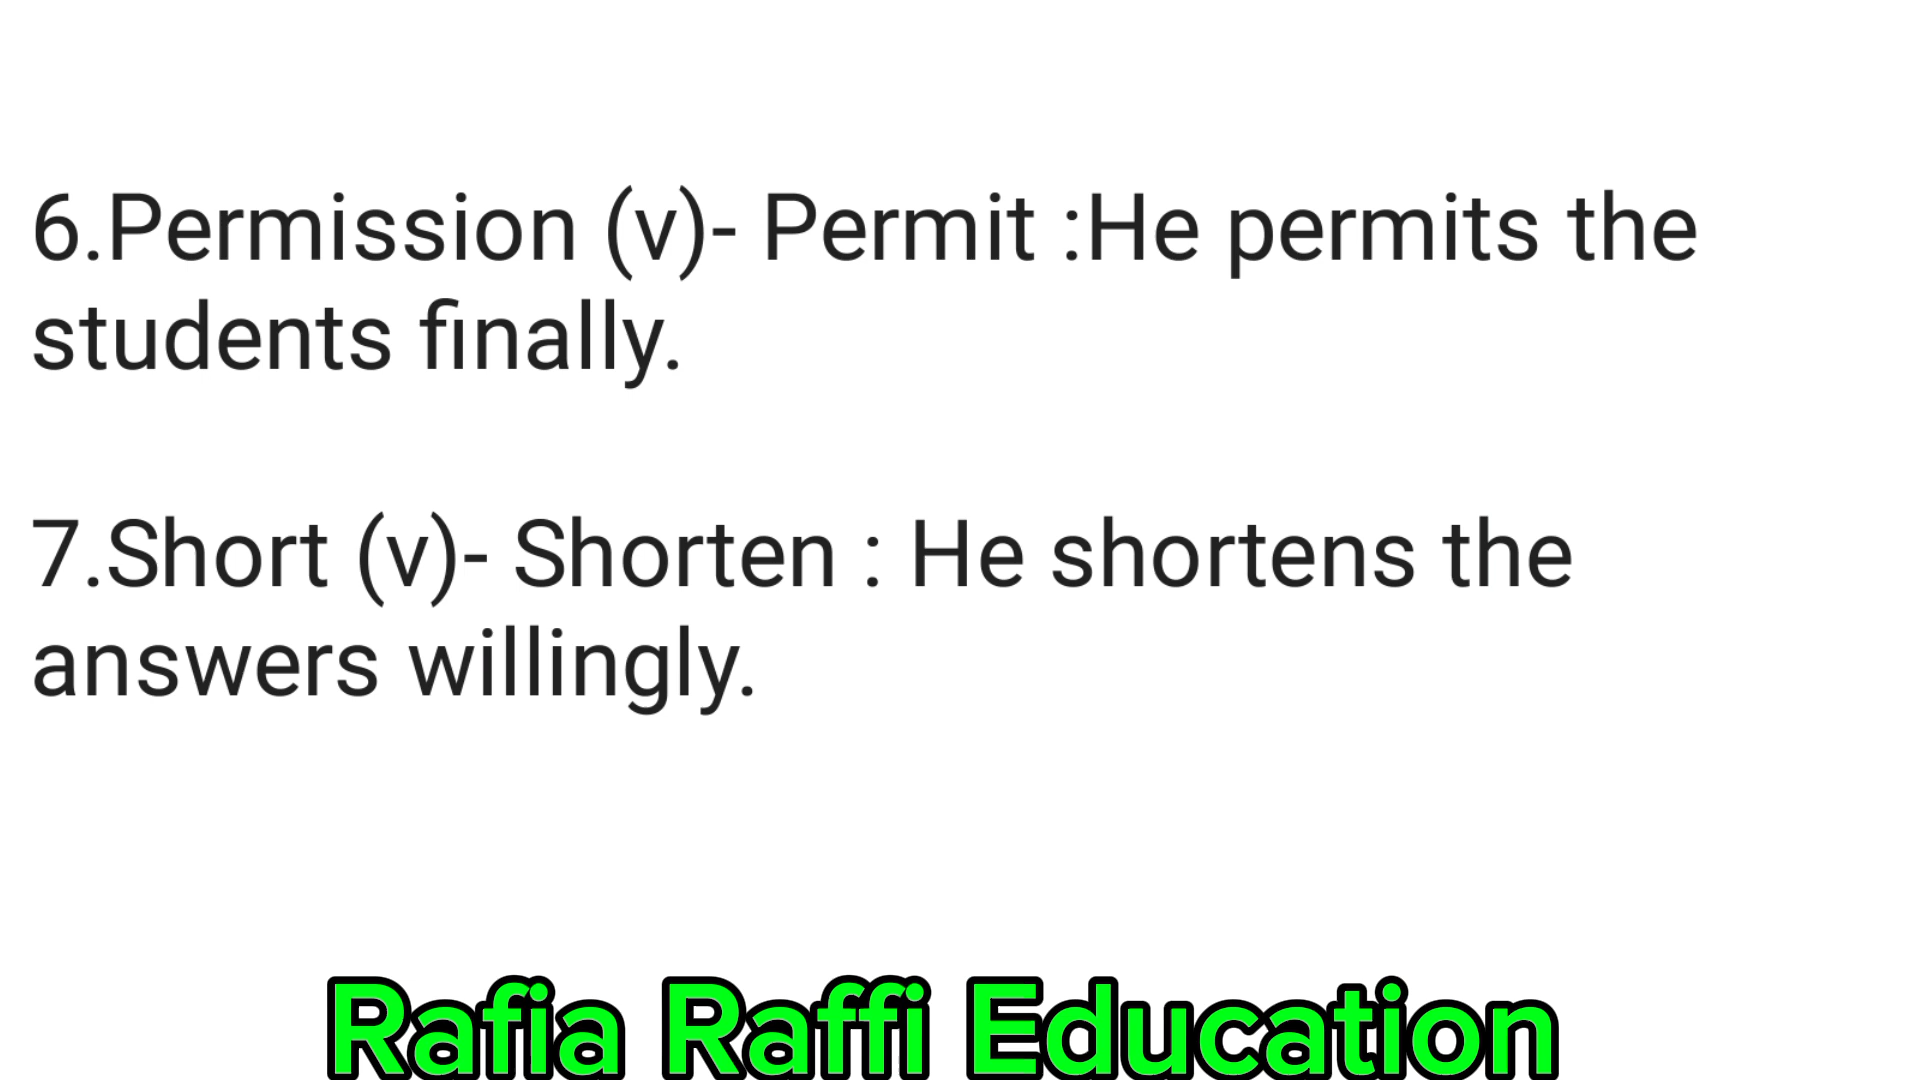 6.Permission (v)- Permit :He permits the
students finally.
7.Short (v)- Shorten : He shortens the
answers willingly.
Rafia Raffi Education